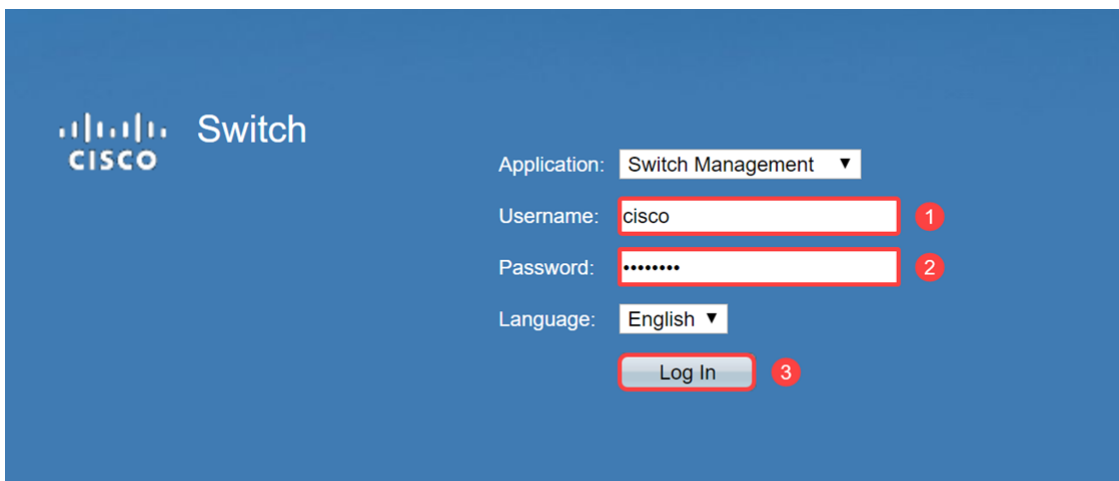 CISCO
Switch
Application: Switch Management
Username: cisco 1
Password: •••••••• 2
Language: English
Log In 3